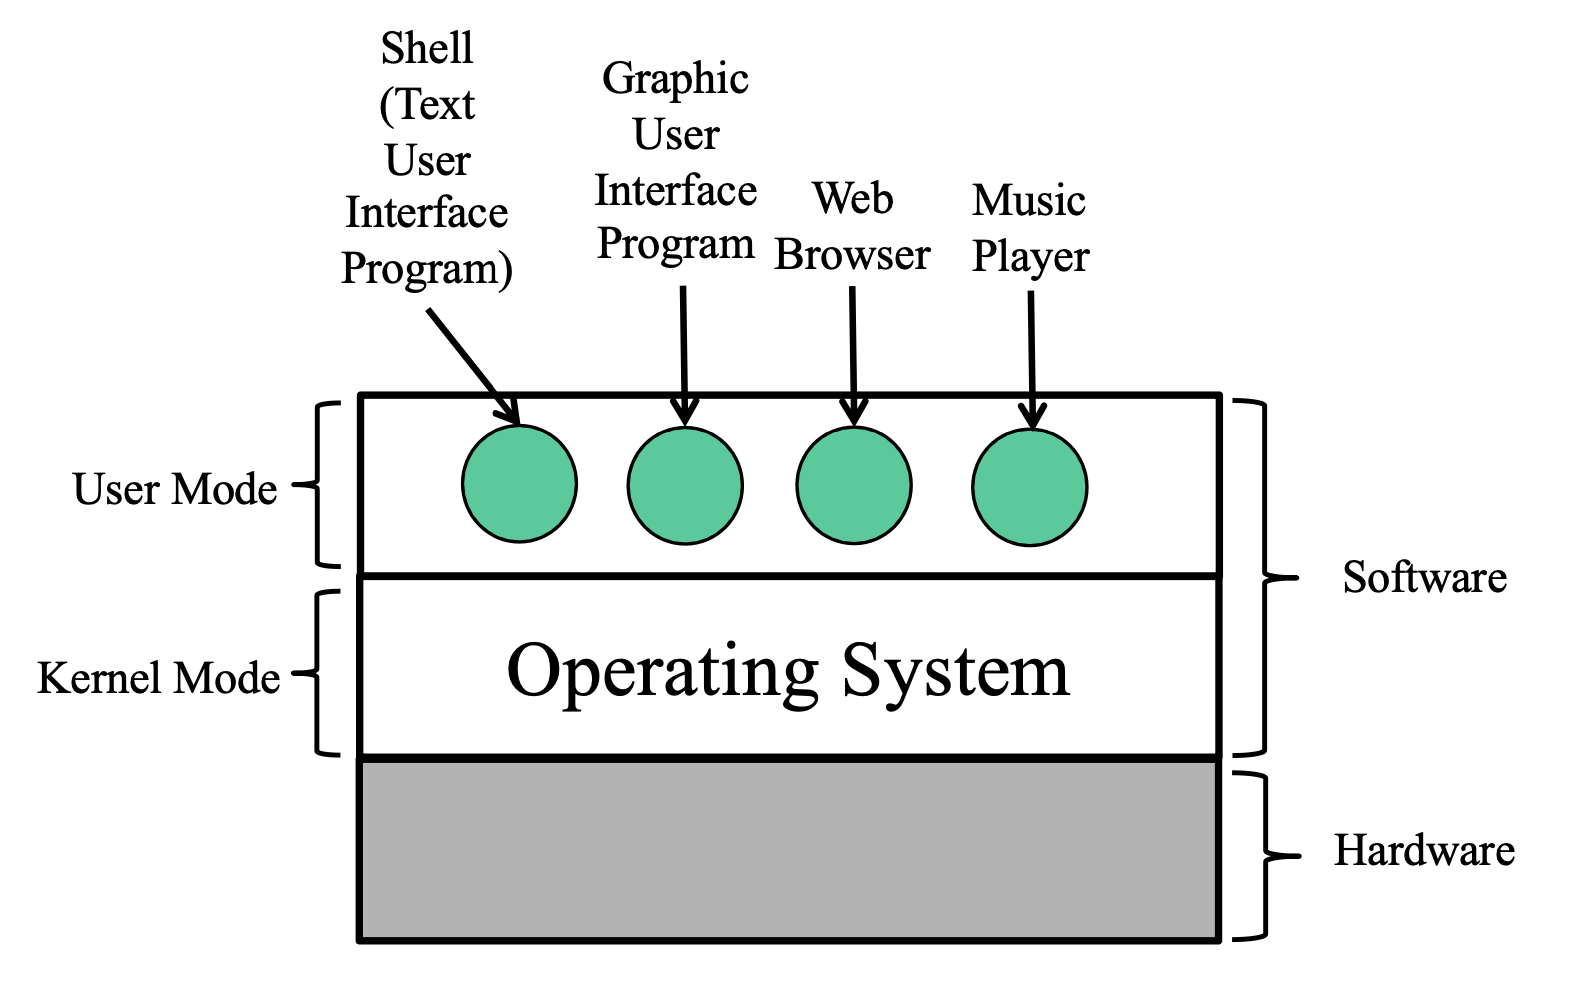 Shell
(Text
User
Interface
Program)
Graphic
User
Interface
Program
Web
Browser
Music
Player
User Mode
Kernel Mode
Operating System
Software
Hardware